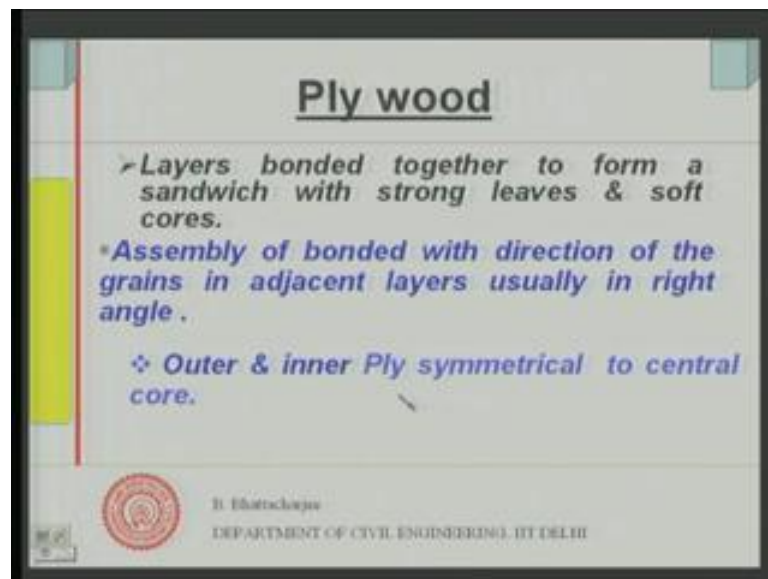 Ply wood
➢Layers bonded together to form a
sandwich with strong leaves & soft
cores.
•Assembly of bonded with direction of the
grains in adjacent layers usually in right
angle .
❖ Outer & inner Ply symmetrical to central
core.
B. Bhattacharjee
DEPARTMENT OF CIVIL ENGINEERING, IIT DELHI